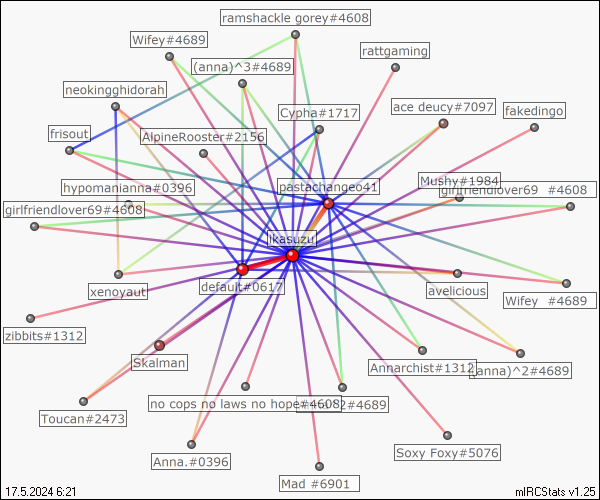 ramshackle gorey#4608
Wifey#4689
rattgaming
(anna)^3#4689
neokingghidorah
ace deucy#7097
Cypha#1717
fakedingo
frisout
AlpineRooster#2156
Mushy#1984
hypomanianna#0396
pastachangeo41
girlfriendlover69 #4608
girlfriendlover69#4608
jkasuzu
default#0617
xenoyaut
avelicious
Wifey #4689
zibbits#1312
Skalman
Annarchist#1312
(anna)^2#4689
no cops no laws no hope#4608
2#4689
Toucan#2473
Anna.#0396
Soxy Foxy#5076
Mad #6901
17.5.2024 6:21
mIRCStats v1.25